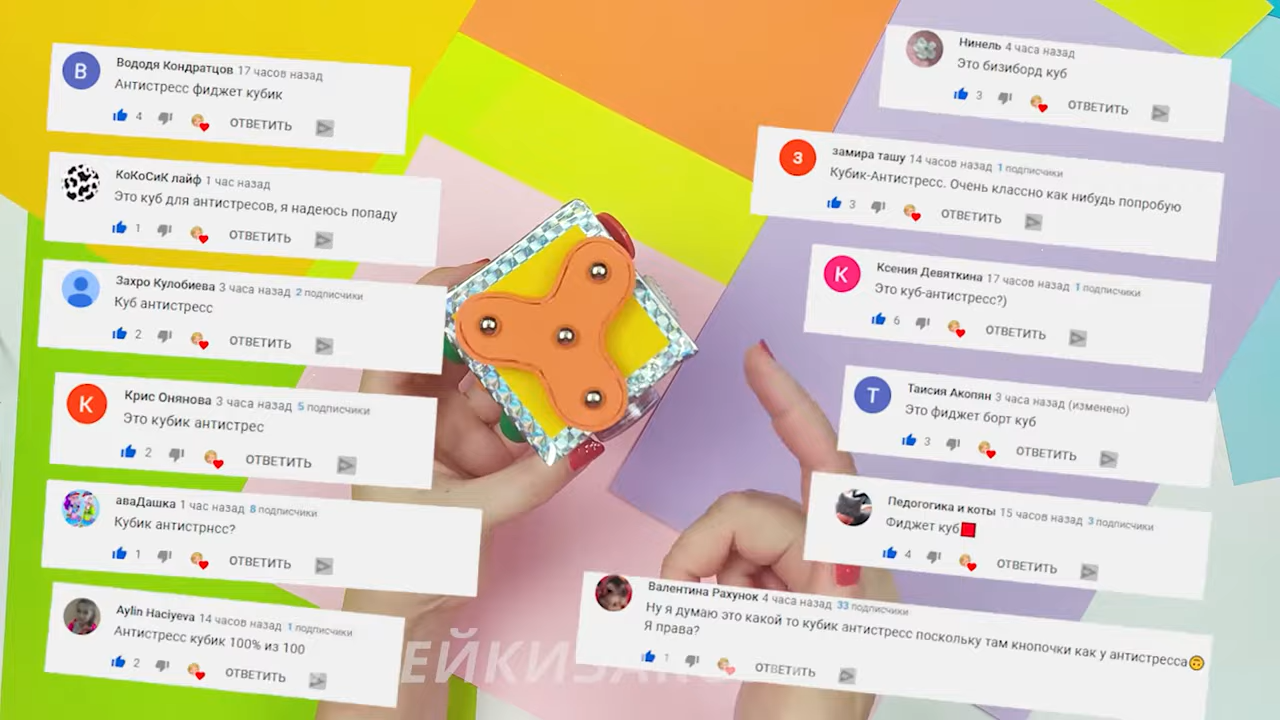 В
Вододя Кондратцов 17 часов назад
Антистресс фиджет кубик
4 ОТВЕТИТЬ
КоКоСиК лайф 1 час назад
Это куб для антистресов, я надеюсь попаду
1 ОТВЕТИТЬ
Захро Кулобиева 3 часа назад 2 подписчики
Куб антистресс
2 ОТВЕТИТЬ
К
Крис Онянова 3 часа назад 5 подписчики
Это кубик антистрес
2 ОТВЕТИТЬ
аваДашка 1 час назад 8 подписчики
Кубик антистрнсс?
1 ОТВЕТИТЬ
Aylin Haciyeva 14 часов назад 1 подписчики
Антистресс кубик 100% из 100
2 ОТВЕТИТЬ
Нинель 4 часа назад
Это бизиборд куб
3 ОТВЕТИТЬ
З
замира ташу 14 часов назад 1 подписчики
Кубик-Антистресс. Очень классно как нибудь попробую
3 ОТВЕТИТЬ
К
Ксения Девяткина 17 часов назад 1 подписчики
Это куб-антистресс?)
6 ОТВЕТИТЬ
Т
Таисия Акопян 3 часа назад (изменено)
Это фиджет борт куб
3 ОТВЕТИТЬ
Педогогика и коты 15 часов назад 3 подписчики
Фиджет куб🟥
4 ОТВЕТИТЬ
Валентина Рахунок 4 часа назад 33 подписчики
Ну я думаю это какой то кубик антистресс поскольку там кнопочки как у антистресса🙃
Я права?
1 ОТВЕТИТЬ